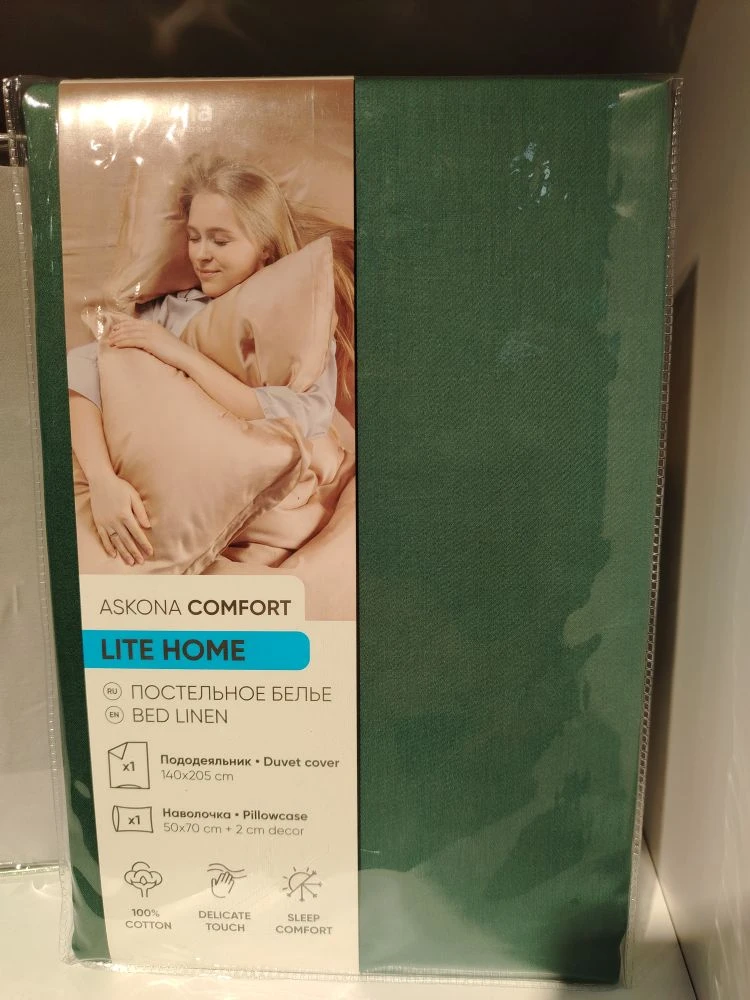 ASKONA COMFORT
LITE HOME
RU ПОСТЕЛЬНОЕ БЕЛЬЕ
EN BED LINEN
x1 Пододеяльник • Duvet cover
140x205 cm
x1 Наволочка • Pillowcase
50x70 cm + 2 cm decor
100% COTTON
DELICATE TOUCH
SLEEP COMFORT